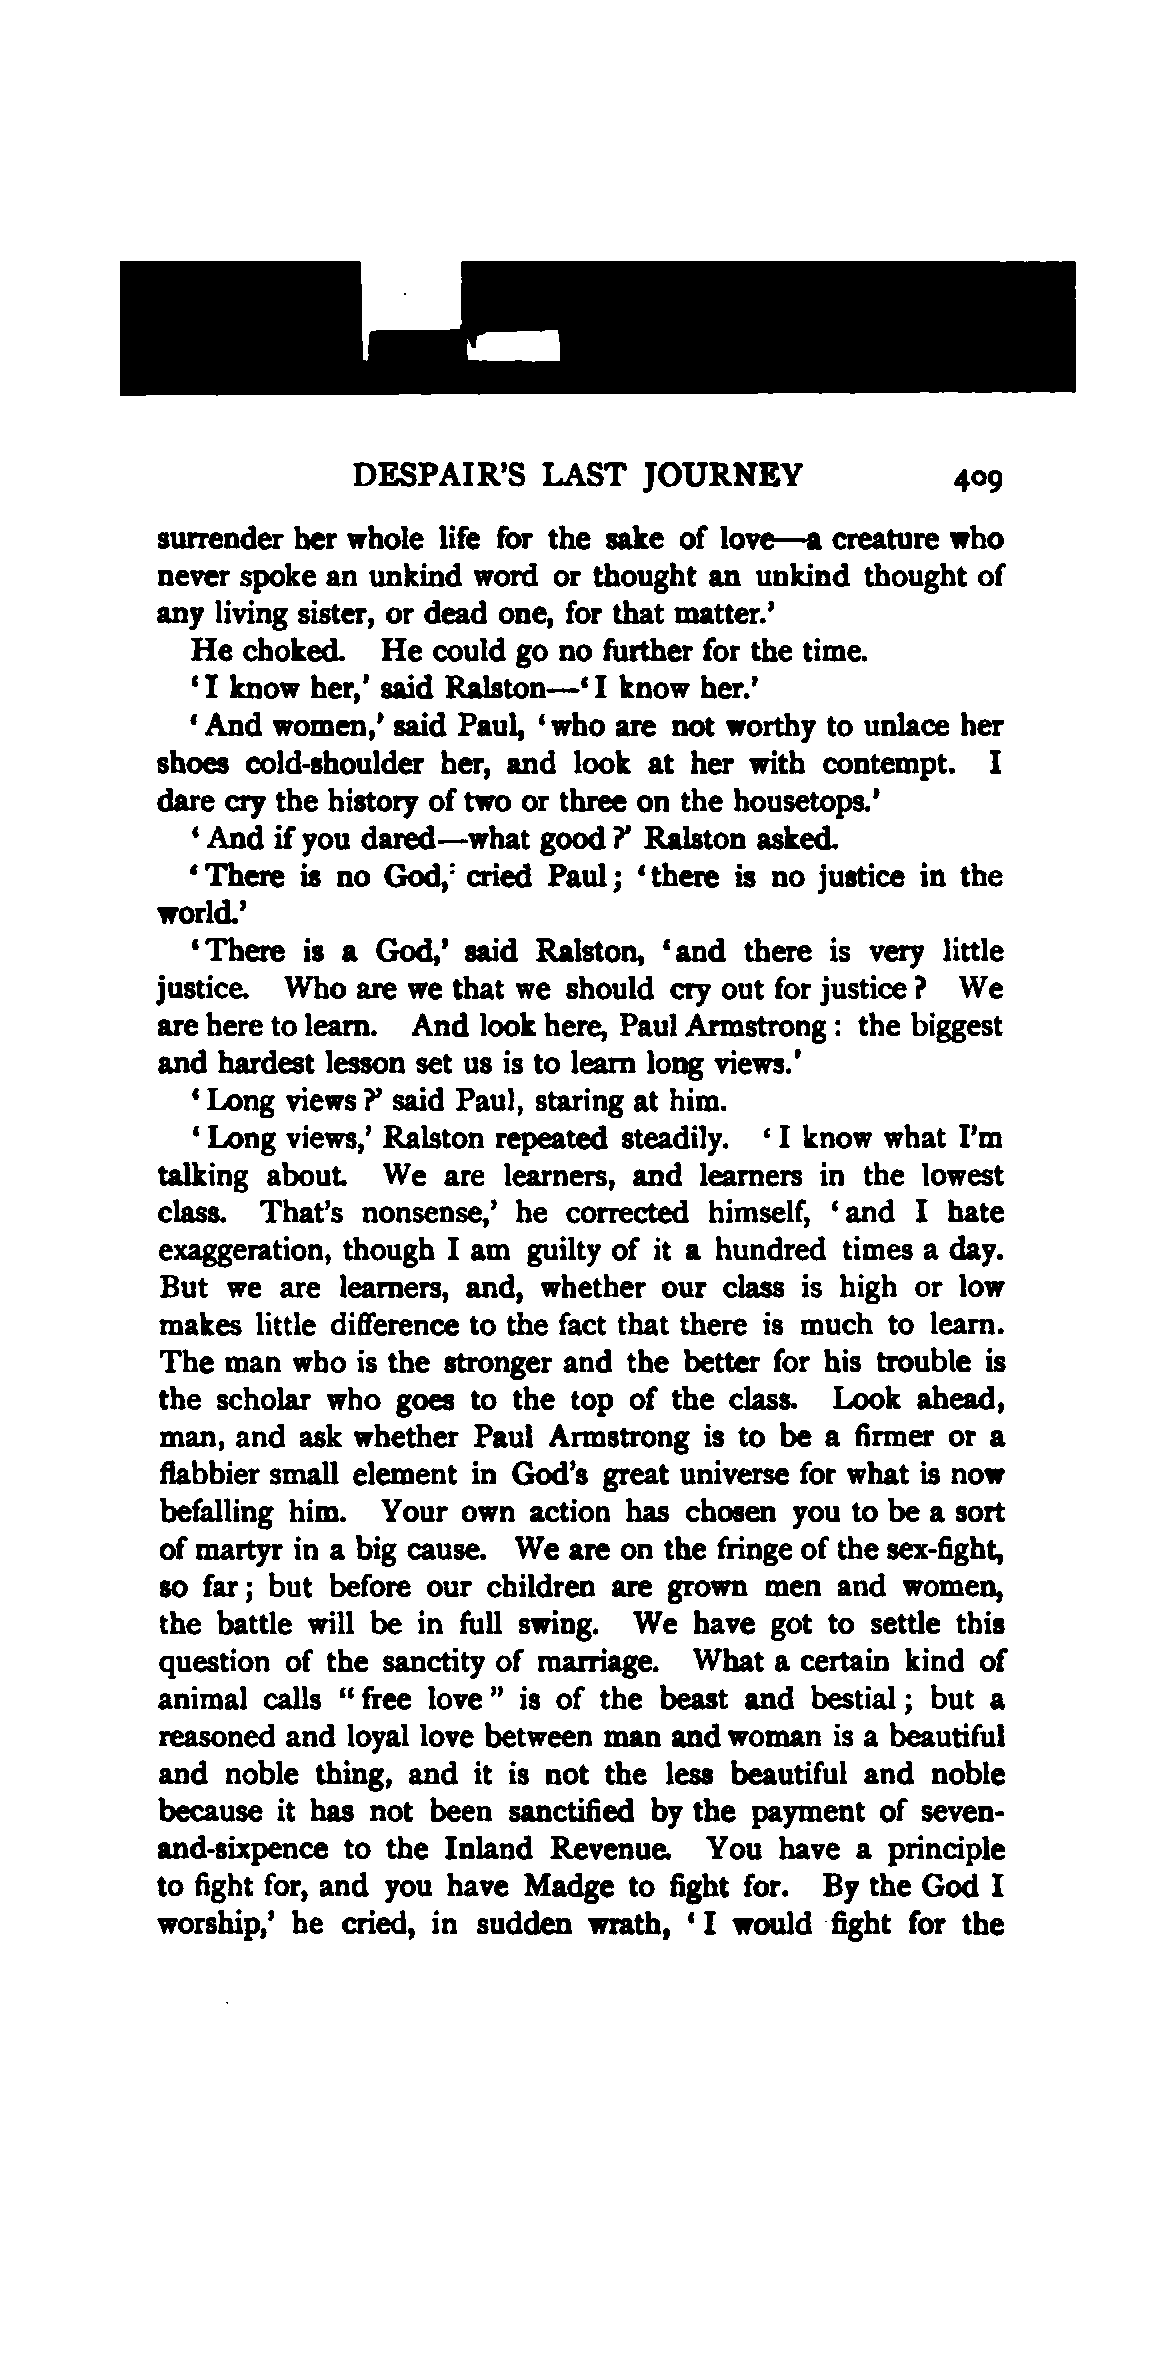 DESPAIR'S LAST JOURNEY 409
surrender her whole life for the sake of love—a creature who
never spoke an unkind word or thought an unkind thought of
any living sister, or dead one, for that matter.'
He choked. He could go no further for the time.
'I know her,' said Ralston—'I know her.'
'And women,' said Paul, 'who are not worthy to unlace her
shoes cold-shoulder her, and look at her with contempt. I
dare cry the history of two or three on the housetops.'
'And if you dared—what good?' Ralston asked.
'There is no God,' cried Paul; 'there is no justice in the
world.'
'There is a God,' said Ralston, 'and there is very little
justice. Who are we that we should cry out for justice? We
are here to learn. And look here, Paul Armstrong: the biggest
and hardest lesson set us is to learn long views.'
'Long views?' said Paul, staring at him.
'Long views,' Ralston repeated steadily. 'I know what I'm
talking about. We are learners, and learners in the lowest
class. That's nonsense,' he corrected himself, 'and I hate
exaggeration, though I am guilty of it a hundred times a day.
But we are learners, and, whether our class is high or low
makes little difference to the fact that there is much to learn.
The man who is the stronger and the better for his trouble is
the scholar who goes to the top of the class. Look ahead,
man, and ask whether Paul Armstrong is to be a firmer or a
flabbier small element in God's great universe for what is now
befalling him. Your own action has chosen you to be a sort
of martyr in a big cause. We are on the fringe of the sex-fight,
so far; but before our children are grown men and women,
the battle will be in full swing. We have got to settle this
question of the sanctity of marriage. What a certain kind of
animal calls "free love" is of the beast and bestial; but a
reasoned and loyal love between man and woman is a beautiful
and noble thing, and it is not the less beautiful and noble
because it has not been sanctified by the payment of seven-
and-sixpence to the Inland Revenue. You have a principle
to fight for, and you have Madge to fight for. By the God I
worship,' he cried, in sudden wrath, 'I would fight for the